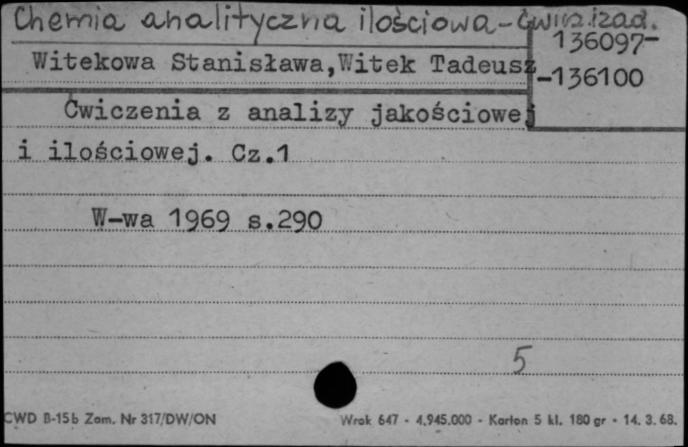 Chemia analityczna ilościowa - ćwicz. i zad.
136097-
Witekowa Stanisława, Witek Tadeusz
-136100
Ćwiczenia z analizy jakościowej
i ilościowej. Cz.1
W-wa 1969 s.290
5
CWD B-15b Zam. Nr 317/DW/ON
Wrok 647 - 4.945.000 - Karton 5 kl. 180 gr - 14. 3. 68.